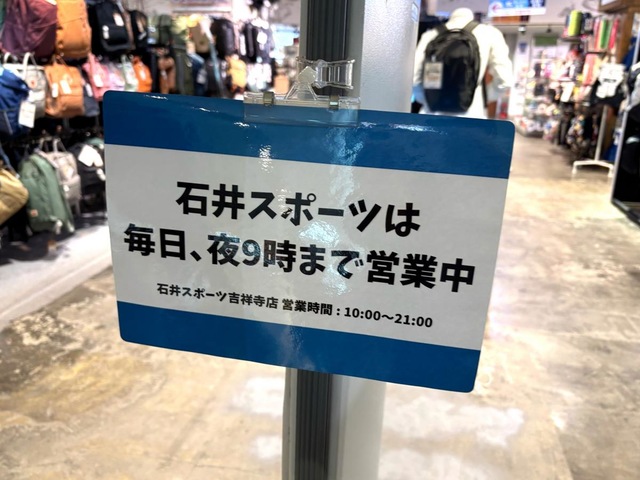 石井スポーツは
毎日、夜9時まで営業中
石井スポーツ吉祥寺店 営業時間 : 10:00〜21:00